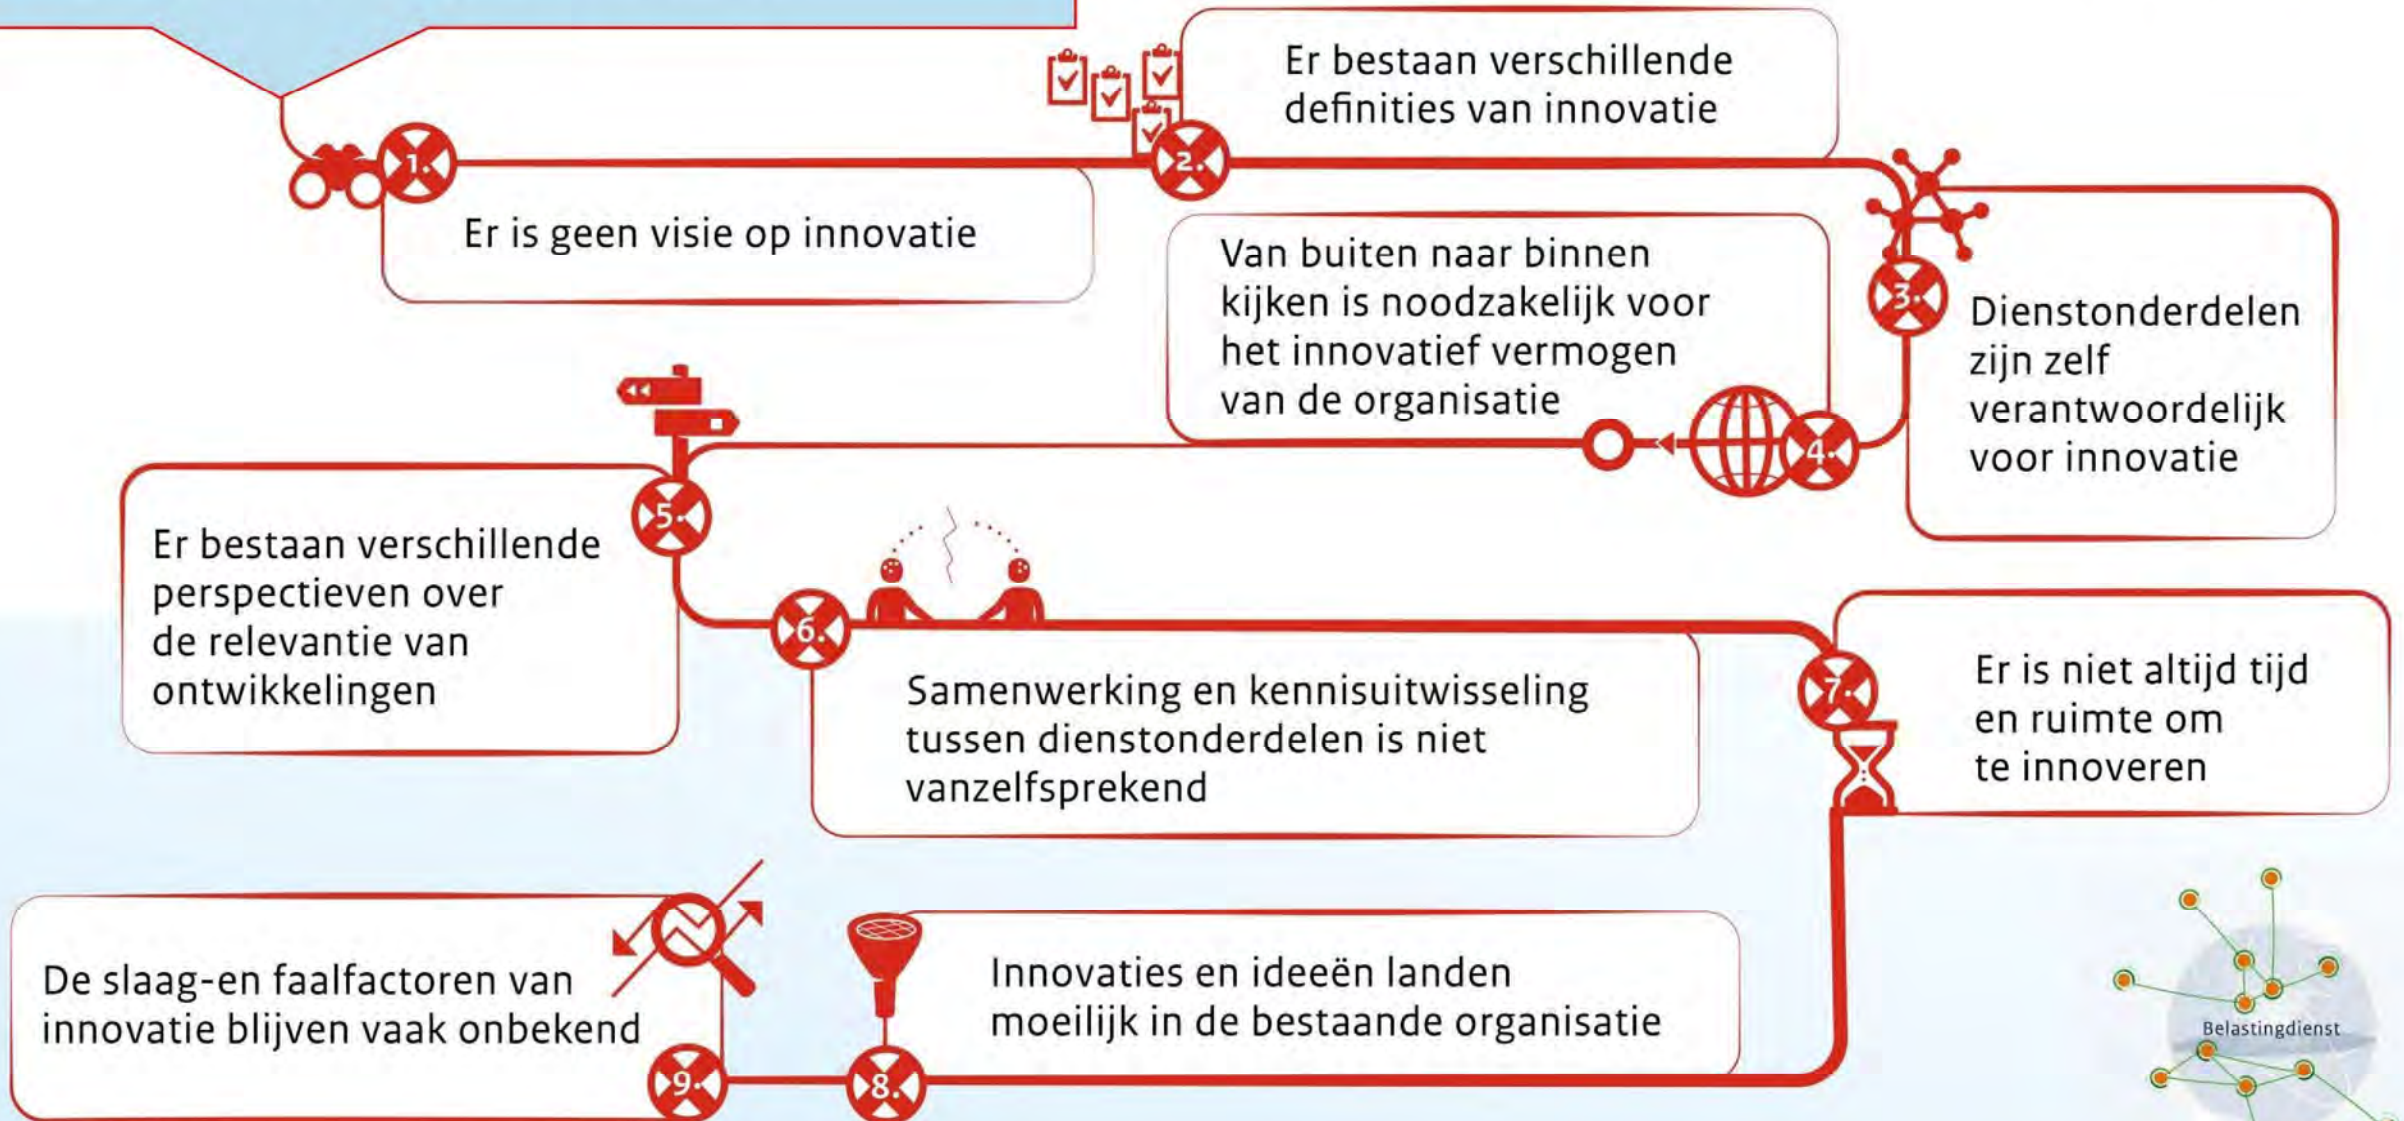 1.
Er is geen visie op innovatie
2.
Er bestaan verschillende
definities van innovatie
3.
Dienstonderdelen
zijn zelf
verantwoordelijk
voor innovatie
4.
Van buiten naar binnen
kijken is noodzakelijk voor
het innovatief vermogen
van de organisatie
5.
Er bestaan verschillende
perspectieven over
de relevantie van
ontwikkelingen
6.
Samenwerking en kennisuitwisseling
tussen dienstonderdelen is niet
vanzelfsprekend
7.
Er is niet altijd tijd
en ruimte om
te innoveren
8.
Innovaties en ideeën landen
moeilijk in de bestaande organisatie
9.
De slaag-en faalfactoren van
innovatie blijven vaak onbekend
Belastingdienst